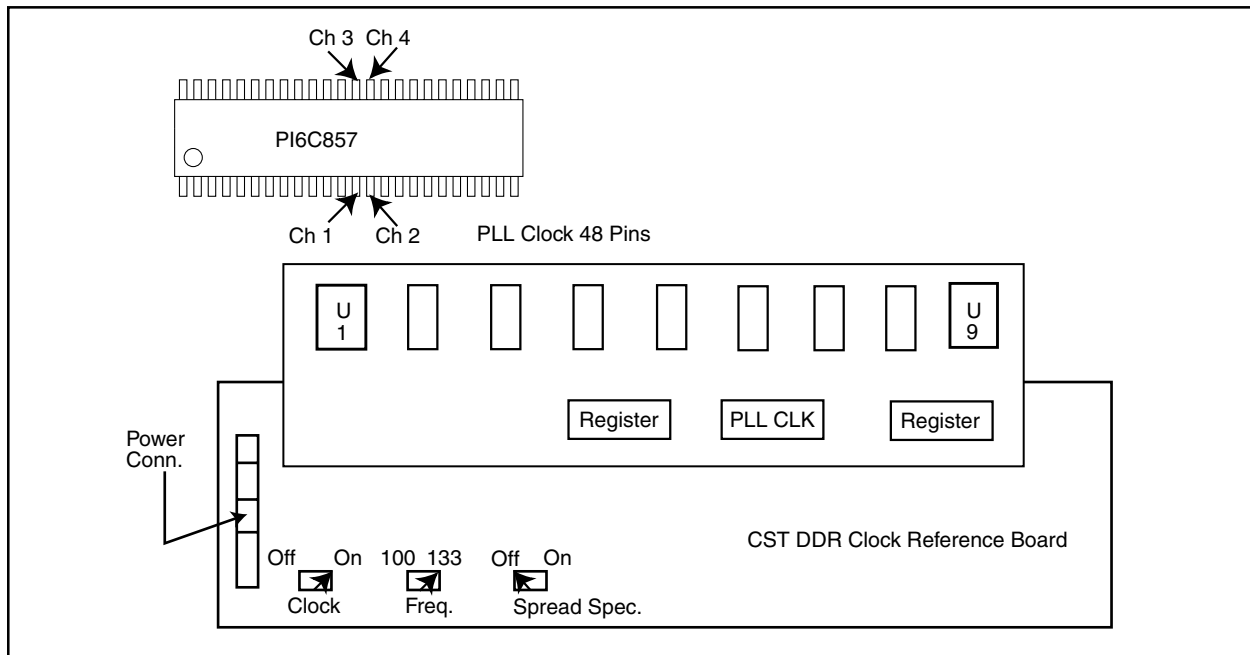 Ch 3 Ch 4
PI6C857
Ch 1 Ch 2
PLL Clock 48 Pins
U
1
U
9
Register
PLL CLK
Register
Power
Conn.
CST DDR Clock Reference Board
Off On 100 133 Off On
Clock Freq. Spread Spec.